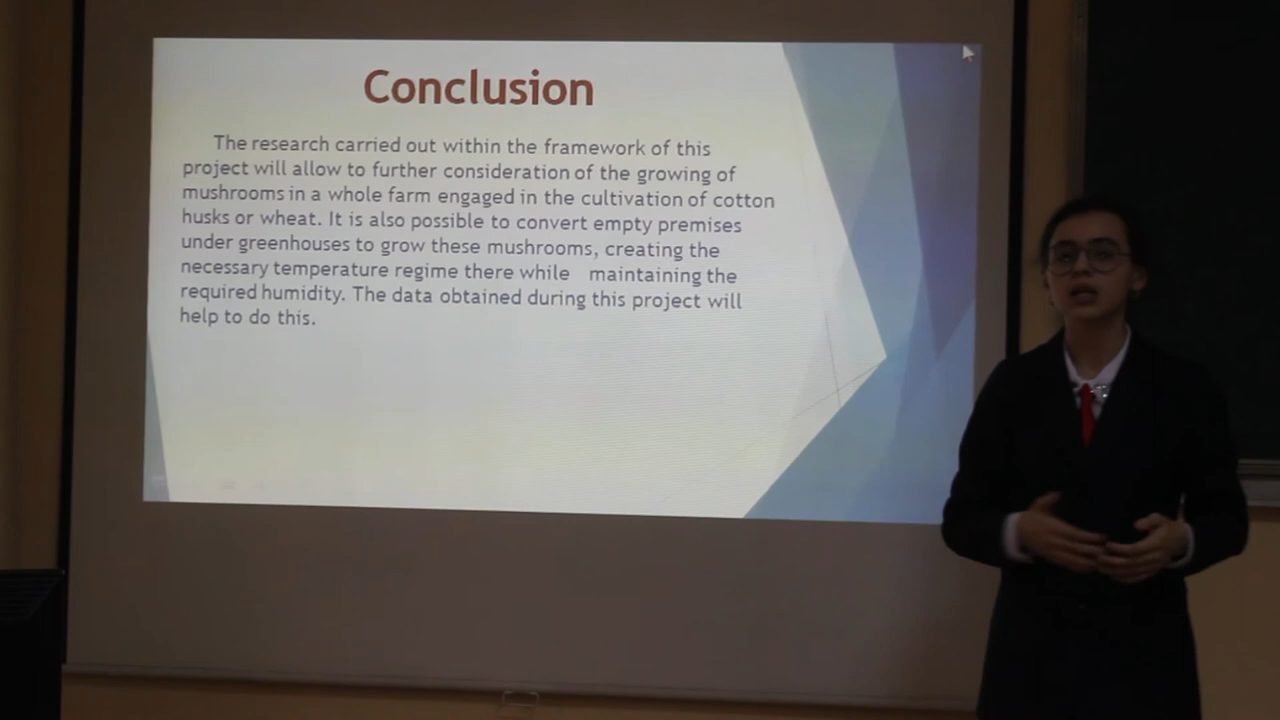 Conclusion
The research carried out within the framework of this
project will allow to further consideration of the growing of
mushrooms in a whole farm engaged in the cultivation of cotton
husks or wheat. It is also possible to convert empty premises
under greenhouses to grow these mushrooms, creating the
necessary temperature regime there while maintaining the
required humidity. The data obtained during this project will
help to do this.